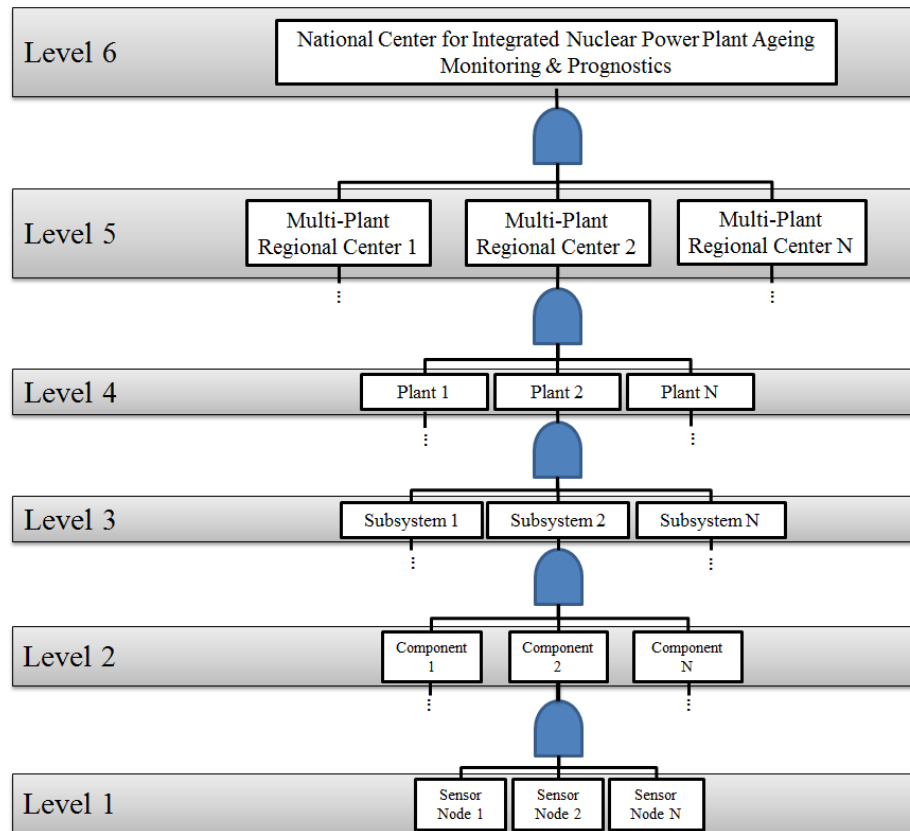 Level 6
National Center for Integrated Nuclear Power Plant Ageing
Monitoring & Prognostics
Level 5
Multi-Plant
Regional Center 1
Multi-Plant
Regional Center 2
Multi-Plant
Regional Center N
...
...
Level 4
Plant 1
Plant 2
Plant N
...
...
Level 3
Subsystem 1
Subsystem 2
Subsystem N
...
...
Level 2
Component
1
Component
2
Component
N
...
...
Level 1
Sensor
Node 1
Sensor
Node 2
Sensor
Node N